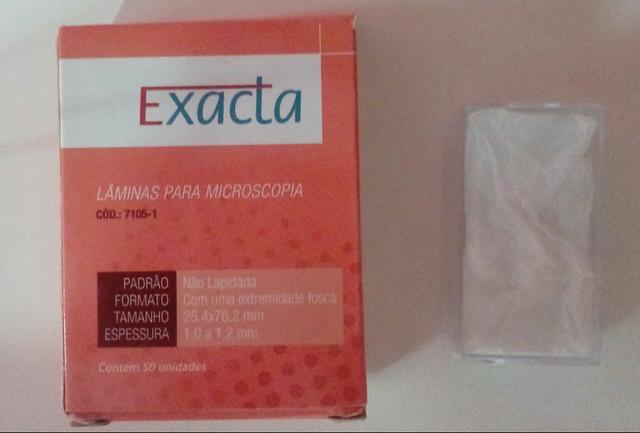 Exacta
LÂMINAS PARA MICROSCOPIA
CÓD.: 7105-1
PADRÃO Não Lapidada
FORMATO Com uma extremidade fosca
TAMANHO 25,4x76,2 mm
ESPESSURA 1,0 a 1,2 mm
Contém 50 unidades